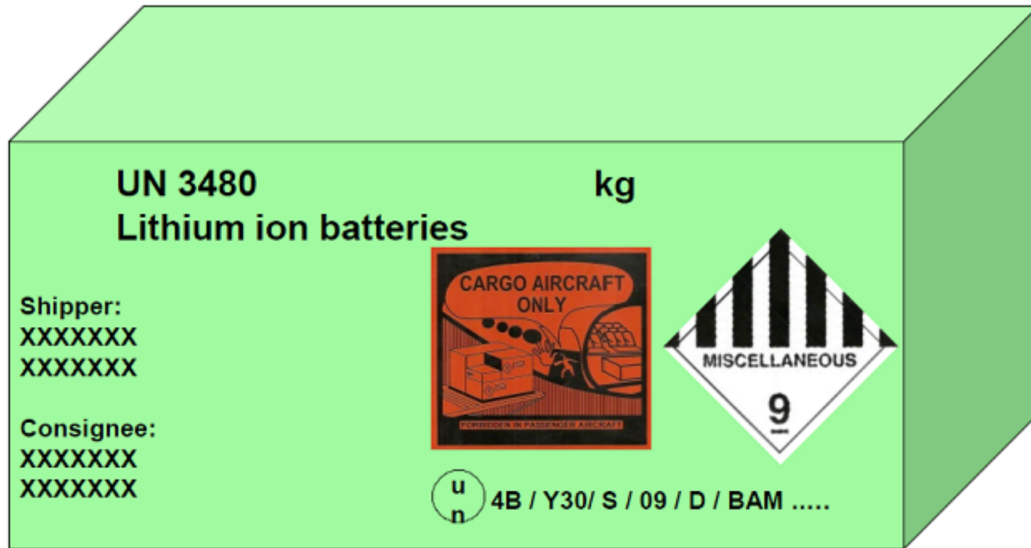 UN 3480 kg
Lithium ion batteries
CARGO AIRCRAFT
ONLY
FORBIDDEN IN PASSENGER AIRCRAFT
MISCELLANEOUS
9
Shipper:
XXXXXXX
XXXXXXX
Consignee:
XXXXXXX
XXXXXXX
u
n
4B / Y30/ S / 09 / D / BAM .....